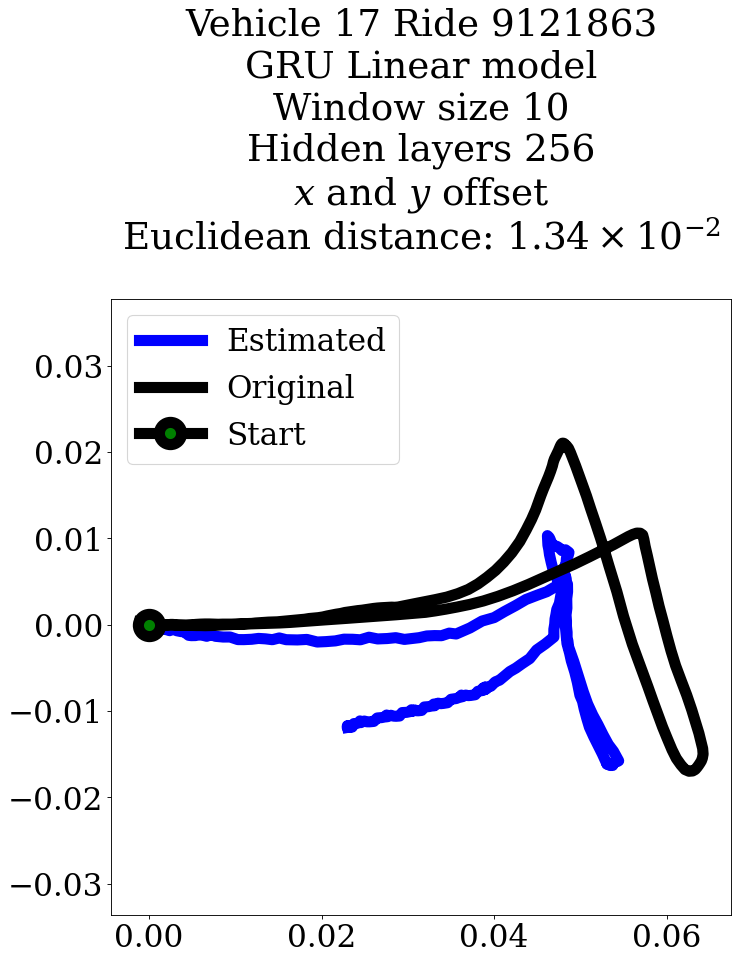 Vehicle 17 Ride 9121863
GRU Linear model
Window size 10
Hidden layers 256
x and y offset
Euclidean distance: 1.34 × 10⁻²
Estimated
Original
Start
0.03
0.02
0.01
0.00
−0.01
−0.02
−0.03
0.00 0.02 0.04 0.06